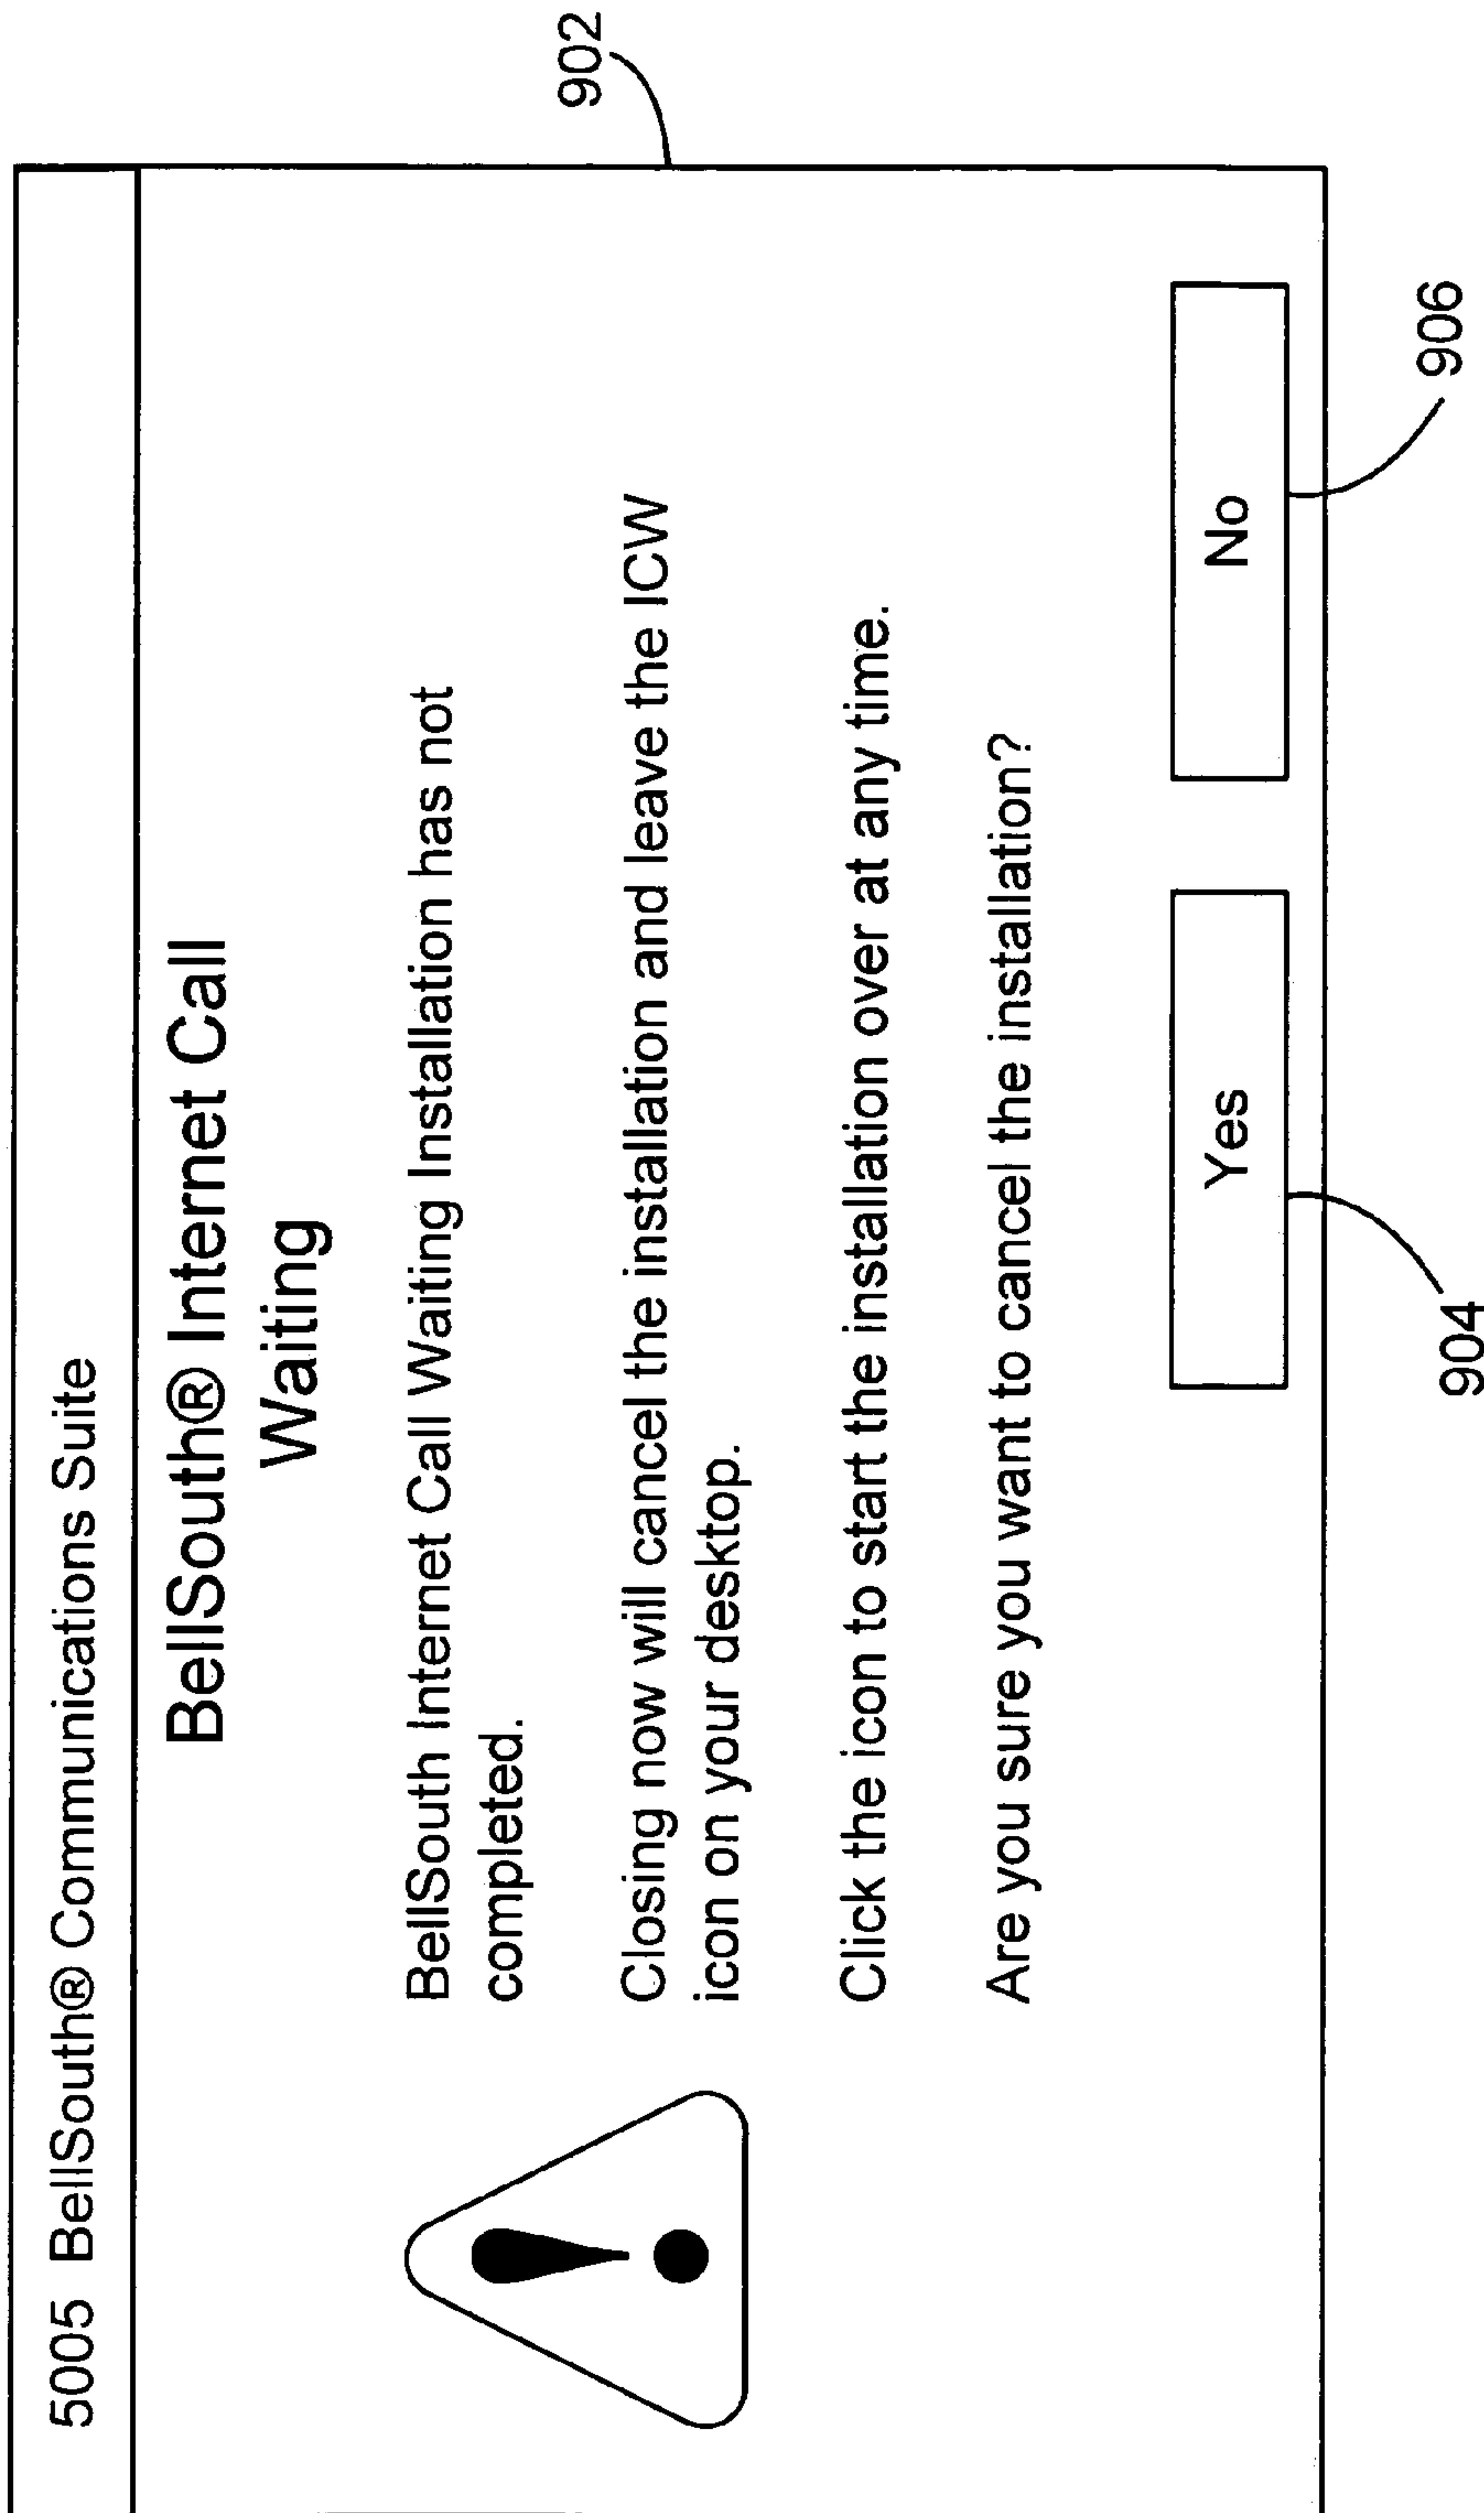 5005 BellSouth® Communications Suite
BellSouth® Internet Call
Waiting
BellSouth Internet Call Waiting Installation has not
completed.
Closing now will cancel the installation and leave the ICW
icon on your desktop.
Click the icon to start the installation over at any time.
Are you sure you want to cancel the installation?
Yes
No
902
904
906